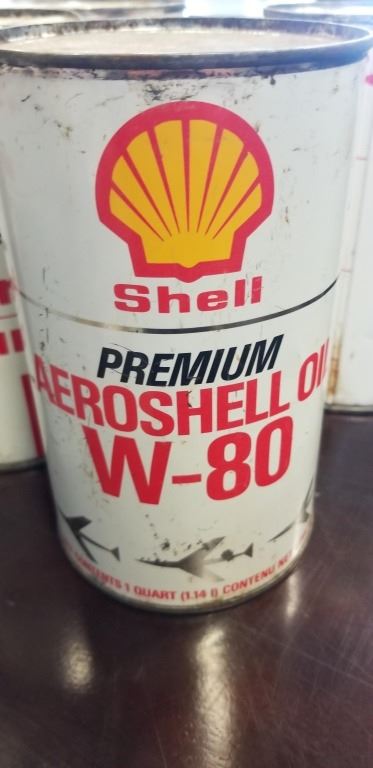 Shell
PREMIUM
AEROSHELL OIL
W-80
CONTENTS 1 QUART (1.14 l) CONTENU NET